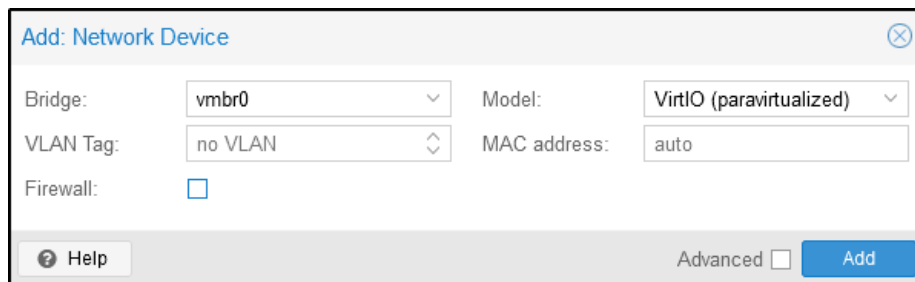 Add: Network Device
Bridge: vmbr0 Model: VirtIO (paravirtualized)
VLAN Tag: no VLAN MAC address: auto
Firewall:
Help Advanced Add